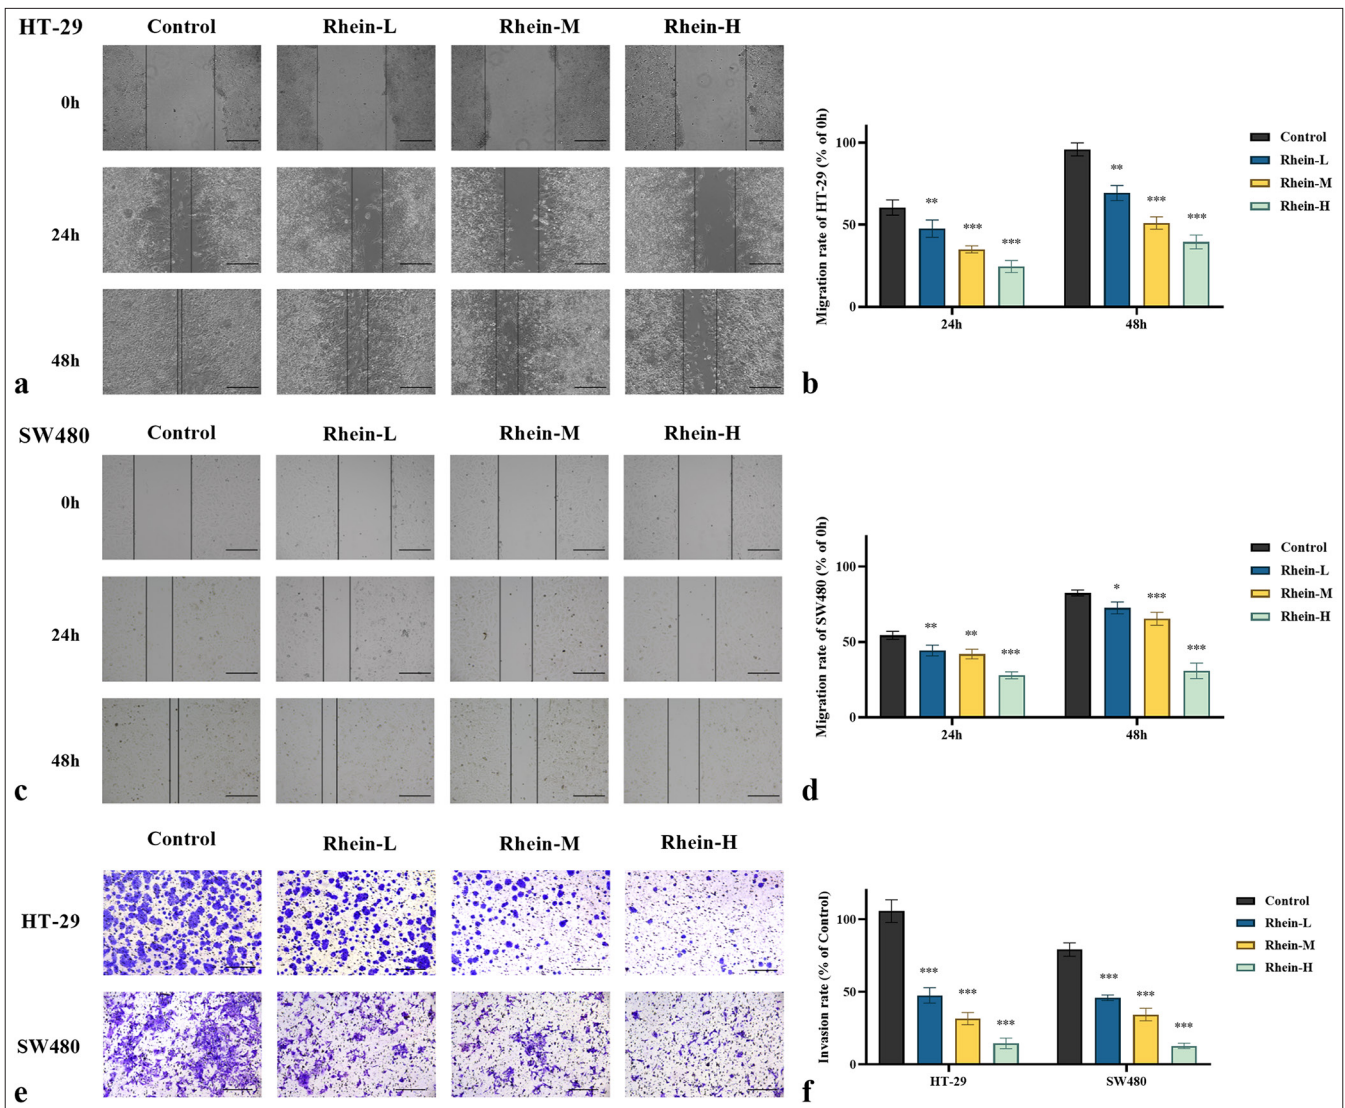 HT-29
Control
Rhein-L
Rhein-M
Rhein-H
0h
24h
48h
a
Migration rate of HT-29 (% of 0h)
100
50
0
** *** ***
** *** ***
24h
48h
Control
Rhein-L
Rhein-M
Rhein-H
b
SW480
Control
Rhein-L
Rhein-M
Rhein-H
0h
24h
48h
c
Migration rate of SW480 (% of 0h)
100
50
0
** ** ***
* *** ***
24h
48h
Control
Rhein-L
Rhein-M
Rhein-H
d
Control
Rhein-L
Rhein-M
Rhein-H
HT-29
SW480
e
Invasion rate (% of Control)
100
50
0
*** *** ***
*** *** ***
HT-29
SW480
Control
Rhein-L
Rhein-M
Rhein-H
f